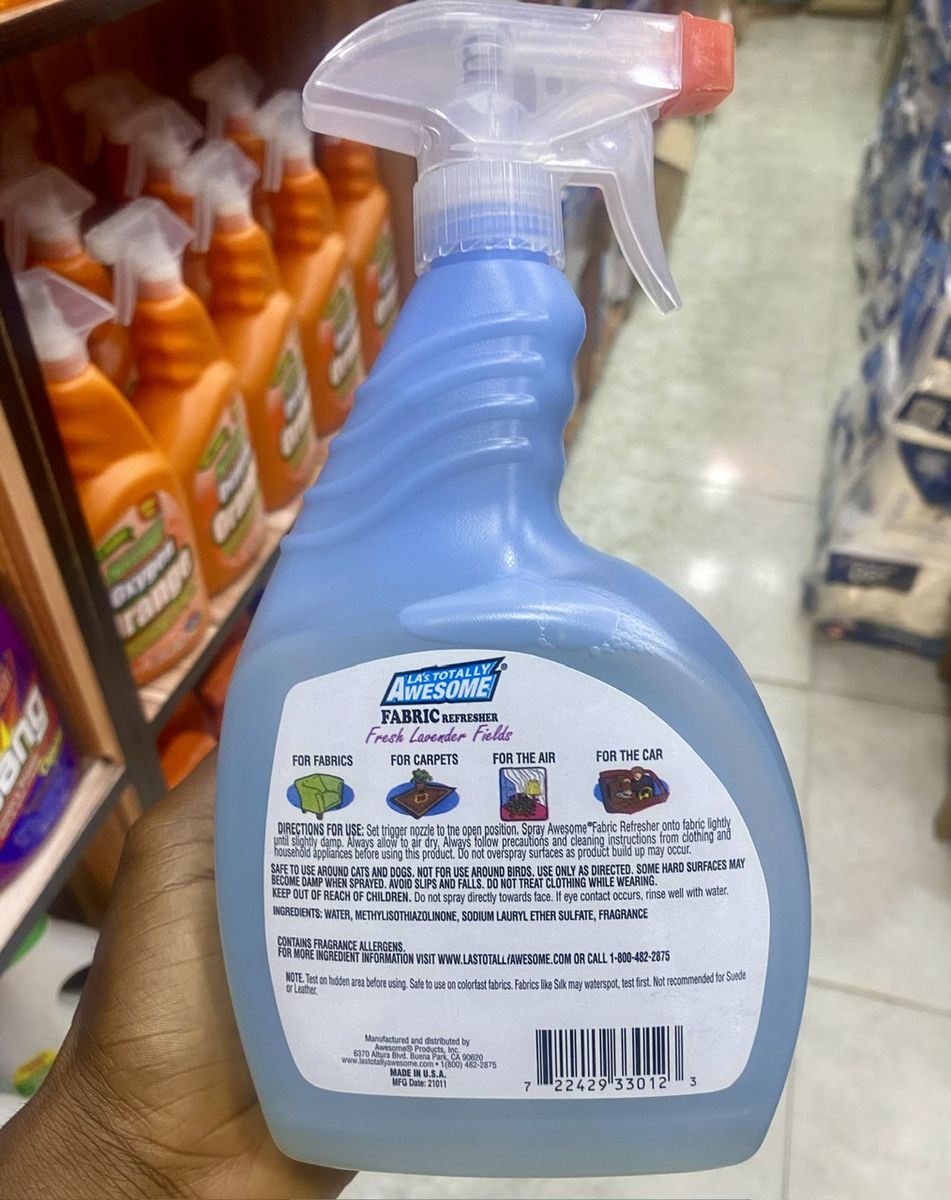 LA's TOTALLY
AWESOME®
FABRIC REFRESHER
Fresh Lavender Fields
FOR FABRICS
FOR CARPETS
FOR THE AIR
FOR THE CAR
DIRECTIONS FOR USE: Set trigger nozzle to the open position. Spray Awesome® Fabric Refresher onto fabric lightly
until slightly damp. Always allow to air dry. Always follow precautions and cleaning instructions from clothing and
household appliances before using this product. Do not overspray surfaces as product build up may occur.
SAFE TO USE AROUND CATS AND DOGS. NOT FOR USE AROUND BIRDS. USE ONLY AS DIRECTED. SOME HARD SURFACES MAY
BECOME DAMP WHEN SPRAYED. AVOID SLIPS AND FALLS. DO NOT TREAT CLOTHING WHILE WEARING.
KEEP OUT OF REACH OF CHILDREN. Do not spray directly towards face. If eye contact occurs, rinse well with water.
INGREDIENTS: WATER, METHYLISOTHIAZOLINONE, SODIUM LAURYL ETHER SULFATE, FRAGRANCE
CONTAINS FRAGRANCE ALLERGENS.
FOR MORE INGREDIENT INFORMATION VISIT WWW.LASTOTALL/AWESOME.COM OR CALL 1-800-482-2875
NOTE. Test on hidden area before using. Safe to use on colorfast fabrics. Fabrics like Silk may waterspot, test first. Not recommended for Suede
or Leather.
Manufactured and distributed by
Awesome® Products, Inc.
6370 Altura Blvd. Buena Park, CA 90620
www.lastotallyawesome.com • 1(800) 482-2875
MADE IN U.S.A.
MFG Date: 21011
7 22429 33012 3
oxygen
orange